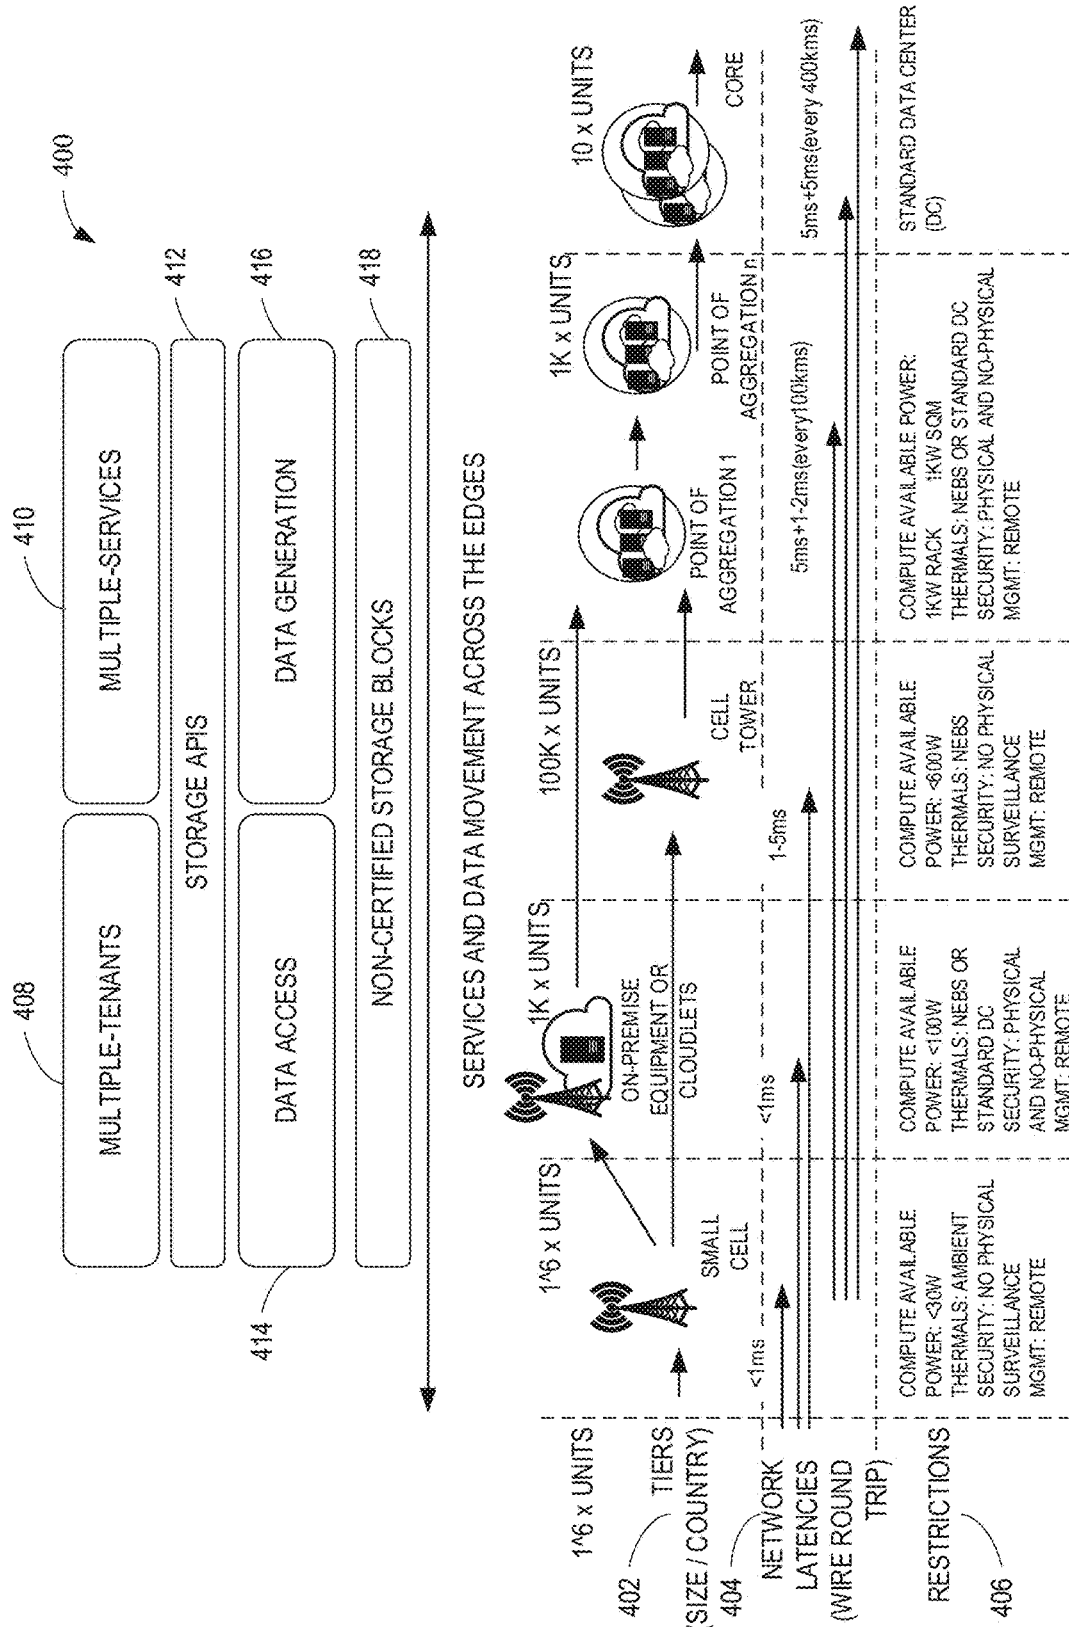 400
408
410
MULTIPLE-TENANTS
MULTIPLE-SERVICES
STORAGE APIS
412
DATA ACCESS
DATA GENERATION
414
416
NON-CERTIFIED STORAGE BLOCKS
418
SERVICES AND DATA MOVEMENT ACROSS THE EDGES
1^6 x UNITS
1^6 x UNITS
1K x UNITS
100K x UNITS
1K x UNITS
10 x UNITS
402
TIERS
(SIZE / COUNTRY)
SMALL
CELL
ON-PREMISE
EQUIPMENT OR
CLOUDLETS
CELL
TOWER
POINT OF
AGGREGATION 1
POINT OF
AGGREGATION n
CORE
404
NETWORK
LATENCIES
(WIRE ROUND
TRIP)
<1ms
<1ms
1-5ms
5ms+1-2ms(every100kms)
5ms+5ms(every 400kms)
RESTRICTIONS
406
COMPUTE AVAILABLE
POWER: <30W
THERMALS: AMBIENT
SECURITY: NO PHYSICAL
SURVEILLANCE
MGMT: REMOTE
COMPUTE AVAILABLE
POWER: <100W
THERMALS: NEBS OR
STANDARD DC
SECURITY: PHYSICAL
AND NO-PHYSICAL
MGMT: REMOTE
COMPUTE AVAILABLE
POWER: <600W
THERMALS: NEBS
SECURITY: NO PHYSICAL
SURVEILLANCE
MGMT: REMOTE
COMPUTE AVAILABLE POWER:
1KW RACK 1KW SQM
THERMALS: NEBS OR STANDARD DC
SECURITY: PHYSICAL AND NO-PHYSICAL
MGMT: REMOTE
STANDARD DATA CENTER
(DC)